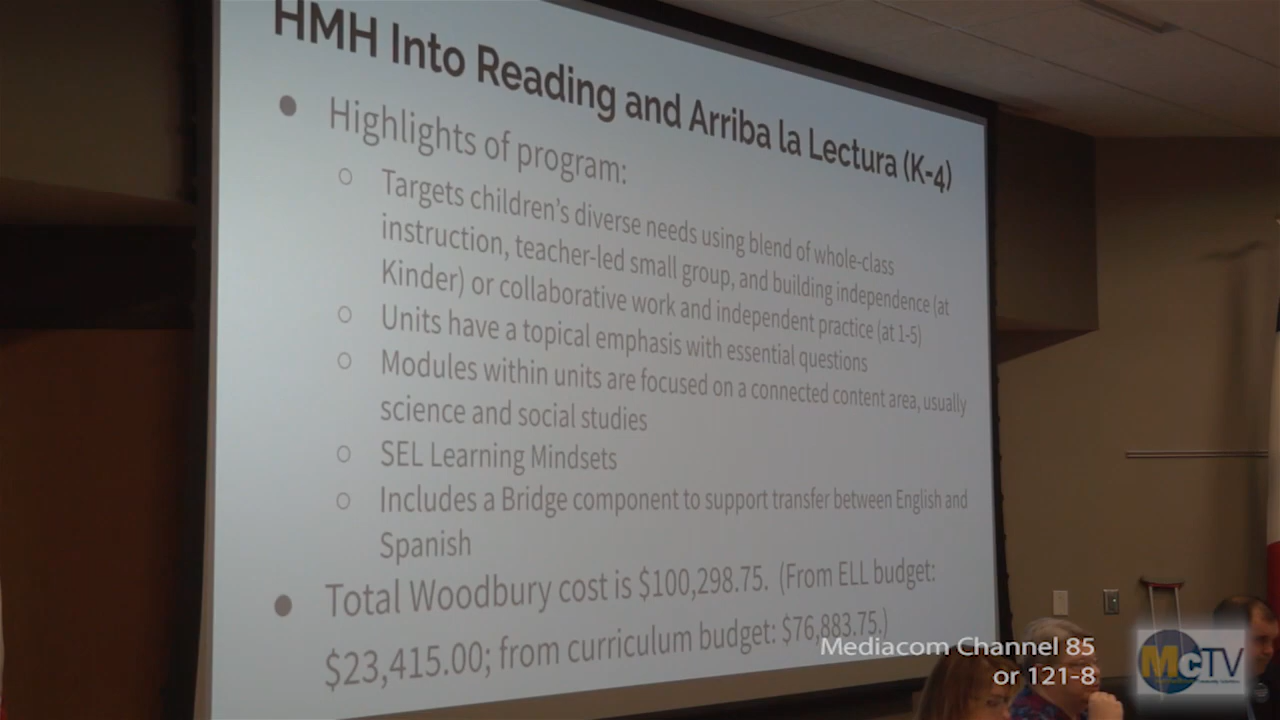 HMH Into Reading and Arriba la Lectura (K-4)
● Highlights of program:
○ Targets children's diverse needs using blend of whole-class
instruction, teacher-led small group, and building independence (at
Kinder) or collaborative work and independent practice (at 1-5)
○ Units have a topical emphasis with essential questions
○ Modules within units are focused on a connected content area, usually
science and social studies
○ SEL Learning Mindsets
○ Includes a Bridge component to support transfer between English and
Spanish
● Total Woodbury cost is $100,298.75. (From ELL budget:
$23,415.00; from curriculum budget: $76,883.75.)
Mediacom Channel 85
or 121-8
McTV